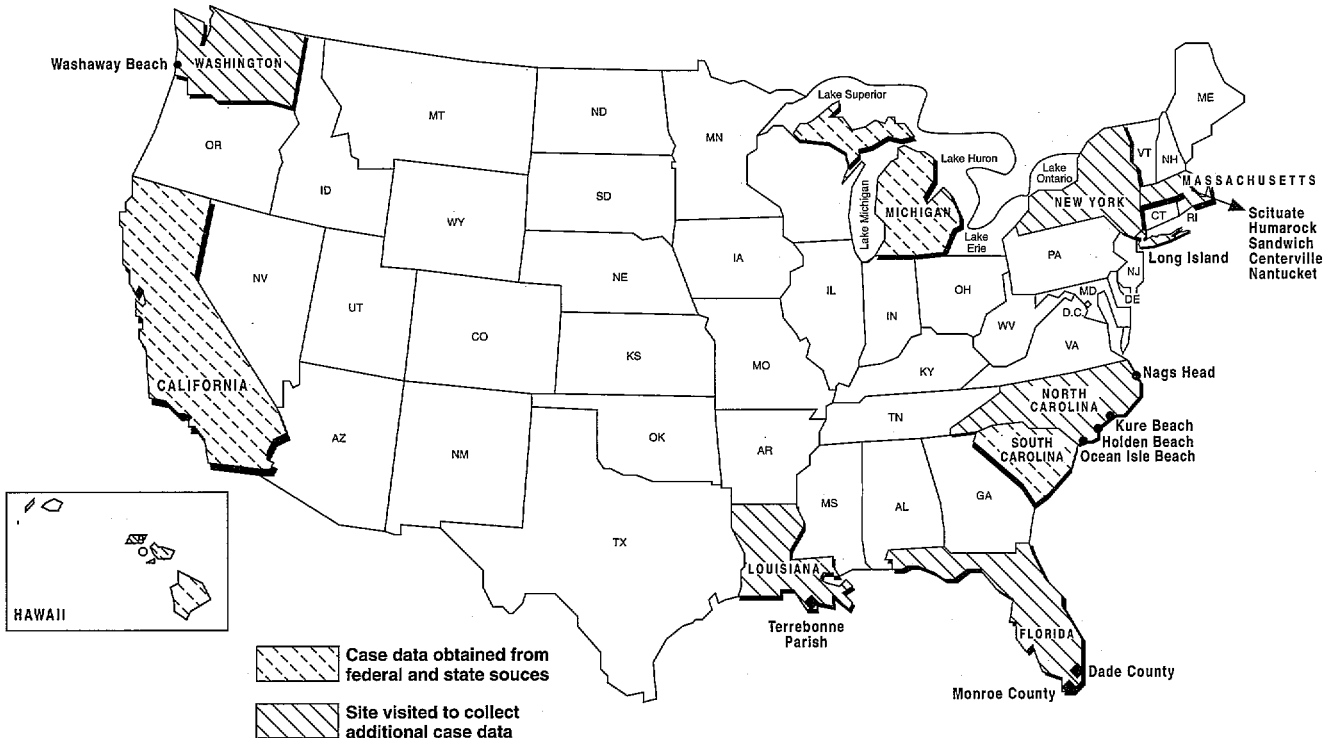 Washaway Beach
WASHINGTON
MT
ND
MN
Lake Superior
ME
OR
ID
WY
SD
Lake Michigan
Lake Huron
MICHIGAN
Lake
Ontario
Lake
Erie
VT
NH
NEW YORK
MASSACHUSETTS
CT
RI
Scituate
Humarock
Sandwich
Centerville
Nantucket
Long Island
NV
UT
CO
NE
IA
IL
IN
OH
PA
NJ
MD
DE
D.C.
WV
VA
CALIFORNIA
KS
MO
KY
Nags Head
NORTH
CAROLINA
Kure Beach
Holden Beach
Ocean Isle Beach
AZ
NM
OK
AR
TN
SOUTH
CAROLINA
TX
MS
AL
GA
LOUISIANA
Terrebonne
Parish
FLORIDA
Dade County
Monroe County
HAWAII
Case data obtained from
federal and state souces
Site visited to collect
additional case data